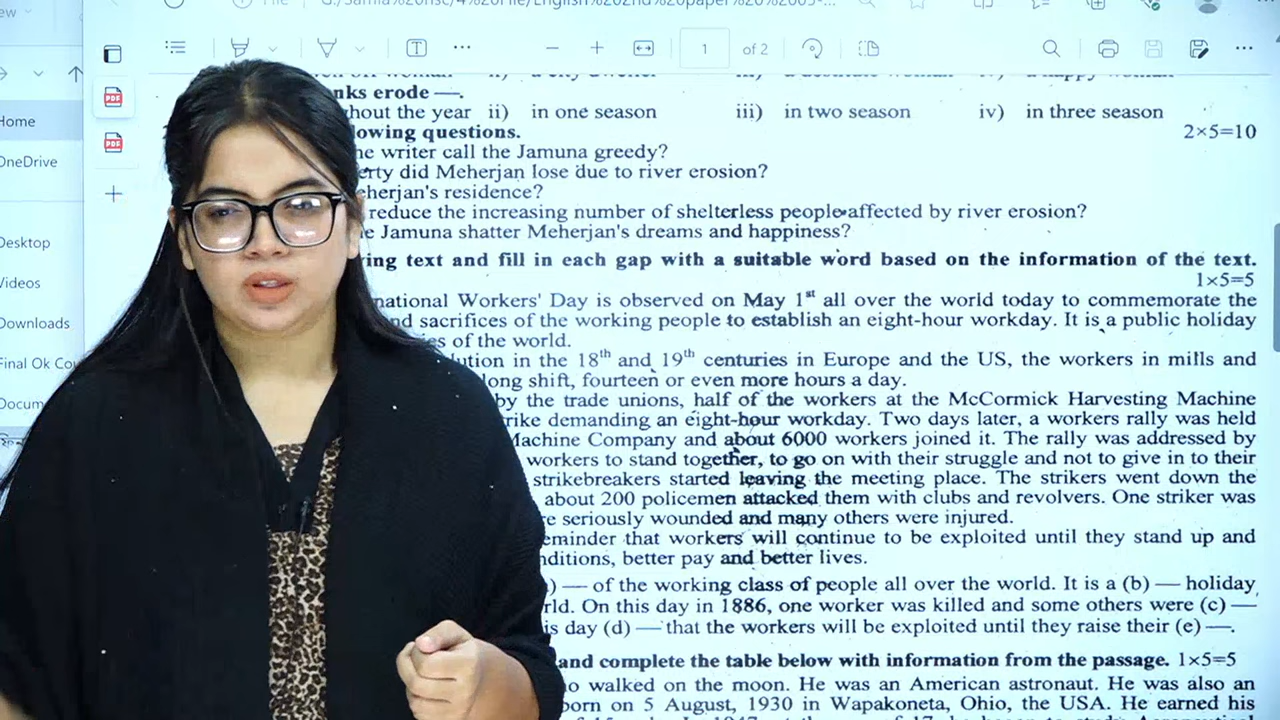 File
1 of 2
Home
OneDrive
Desktop
Videos
Downloads
Final Ok
PDF
PDF
nks erode —.
hout the year ii) in one season iii) in two season iv) in three season
lowing questions. 2×5=10
he writer call the Jamuna greedy?
erty did Meherjan lose due to river erosion?
eherjan's residence?
reduce the increasing number of shelterless people affected by river erosion?
e Jamuna shatter Meherjan's dreams and happiness?
ving text and fill in each gap with a suitable word based on the information of the text.
1×5=5
national Workers' Day is observed on May 1st all over the world today to commemorate the
nd sacrifices of the working people to establish an eight-hour workday. It is a public holiday
es of the world.
lution in the 18th and 19th centuries in Europe and the US, the workers in mills and
long shift, fourteen or even more hours a day.
by the trade unions, half of the workers at the McCormick Harvesting Machine
rike demanding an eight-hour workday. Two days later, a workers rally was held
Machine Company and about 6000 workers joined it. The rally was addressed by
workers to stand together, to go on with their struggle and not to give in to their
strikebreakers started leaving the meeting place. The strikers went down the
about 200 policemen attacked them with clubs and revolvers. One striker was
e seriously wounded and many others were injured.
eminder that workers will continue to be exploited until they stand up and
nditions, better pay and better lives.
) — of the working class of people all over the world. It is a (b) — holiday
rld. On this day in 1886, one worker was killed and some others were (c) —
is day (d) — that the workers will be exploited until they raise their (e) —.
and complete the table below with information from the passage. 1×5=5
o walked on the moon. He was an American astronaut. He was also an
born on 5 August, 1930 in Wapakoneta, Ohio, the USA. He earned his